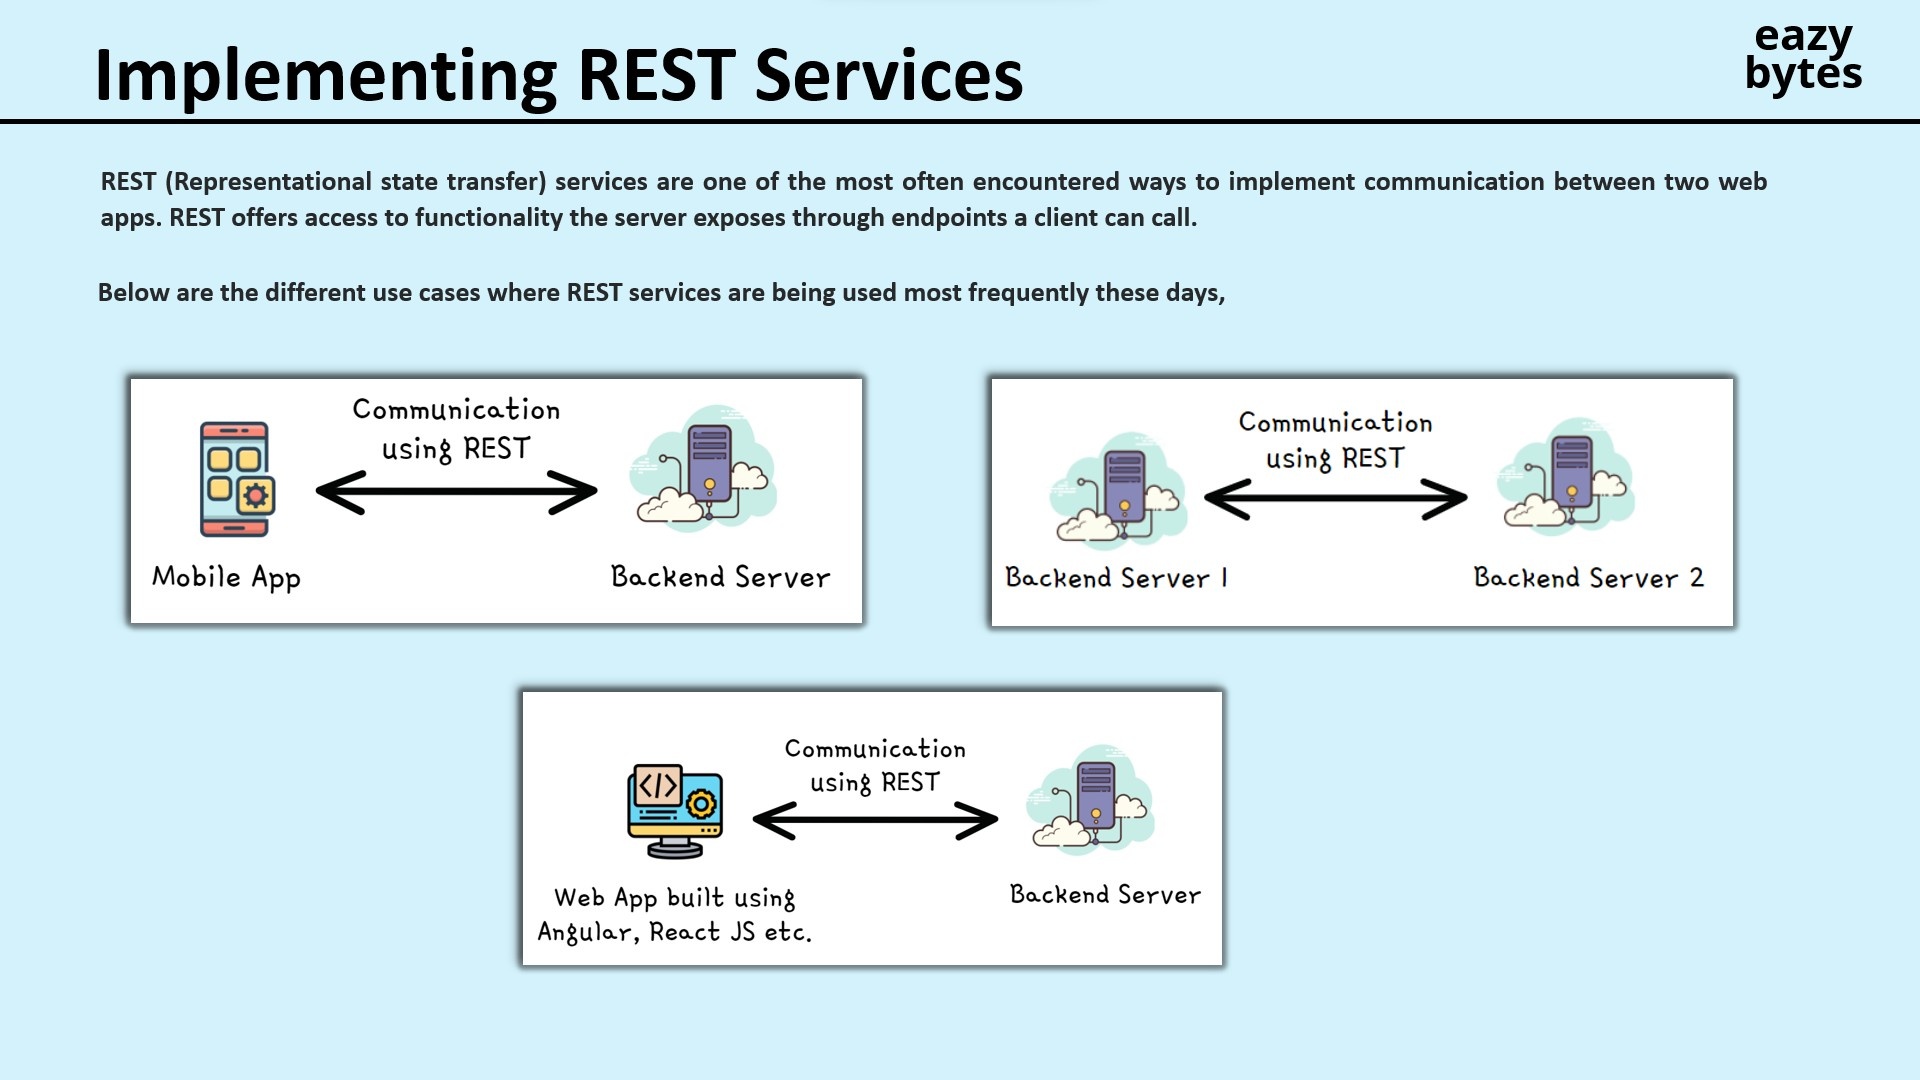 Implementing REST Services
eazy
bytes
REST (Representational state transfer) services are one of the most often encountered ways to implement communication between two web
apps. REST offers access to functionality the server exposes through endpoints a client can call.
Below are the different use cases where REST services are being used most frequently these days,
Communication
using REST
Mobile App
Backend Server
Communication
using REST
Backend Server 1
Backend Server 2
Communication
using REST
</>
Web App built using
Angular, React JS etc.
Backend Server